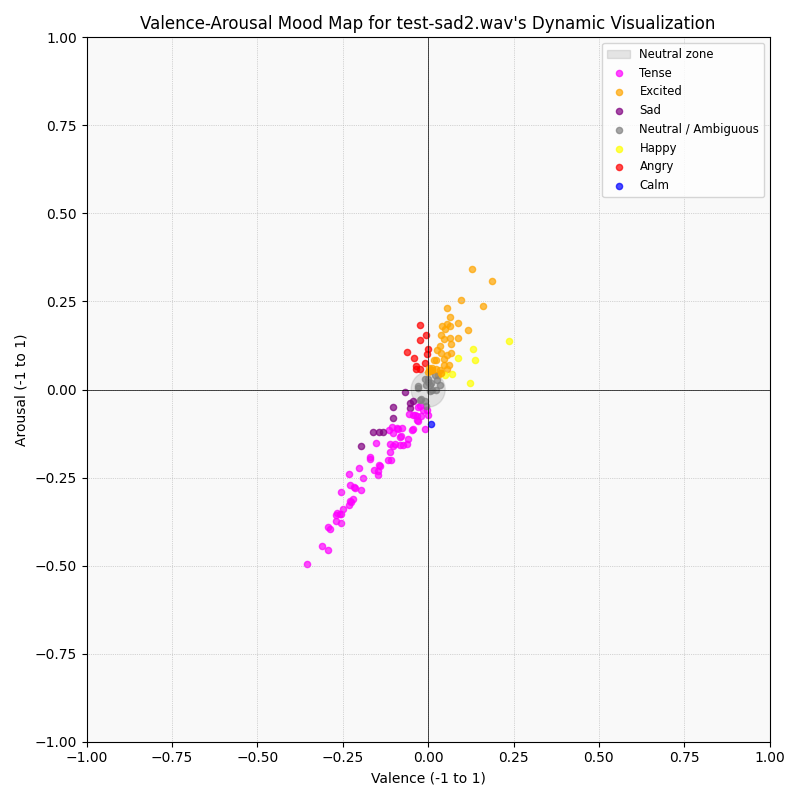 Valence-Arousal Mood Map for test-sad2.wav's Dynamic Visualization
1.00
0.75
0.50
0.25
0.00
−0.25
−0.50
−0.75
−1.00
Arousal (-1 to 1)
Neutral zone
Tense
Excited
Sad
Neutral / Ambiguous
Happy
Angry
Calm
−1.00 −0.75 −0.50 −0.25 0.00 0.25 0.50 0.75 1.00
Valence (-1 to 1)